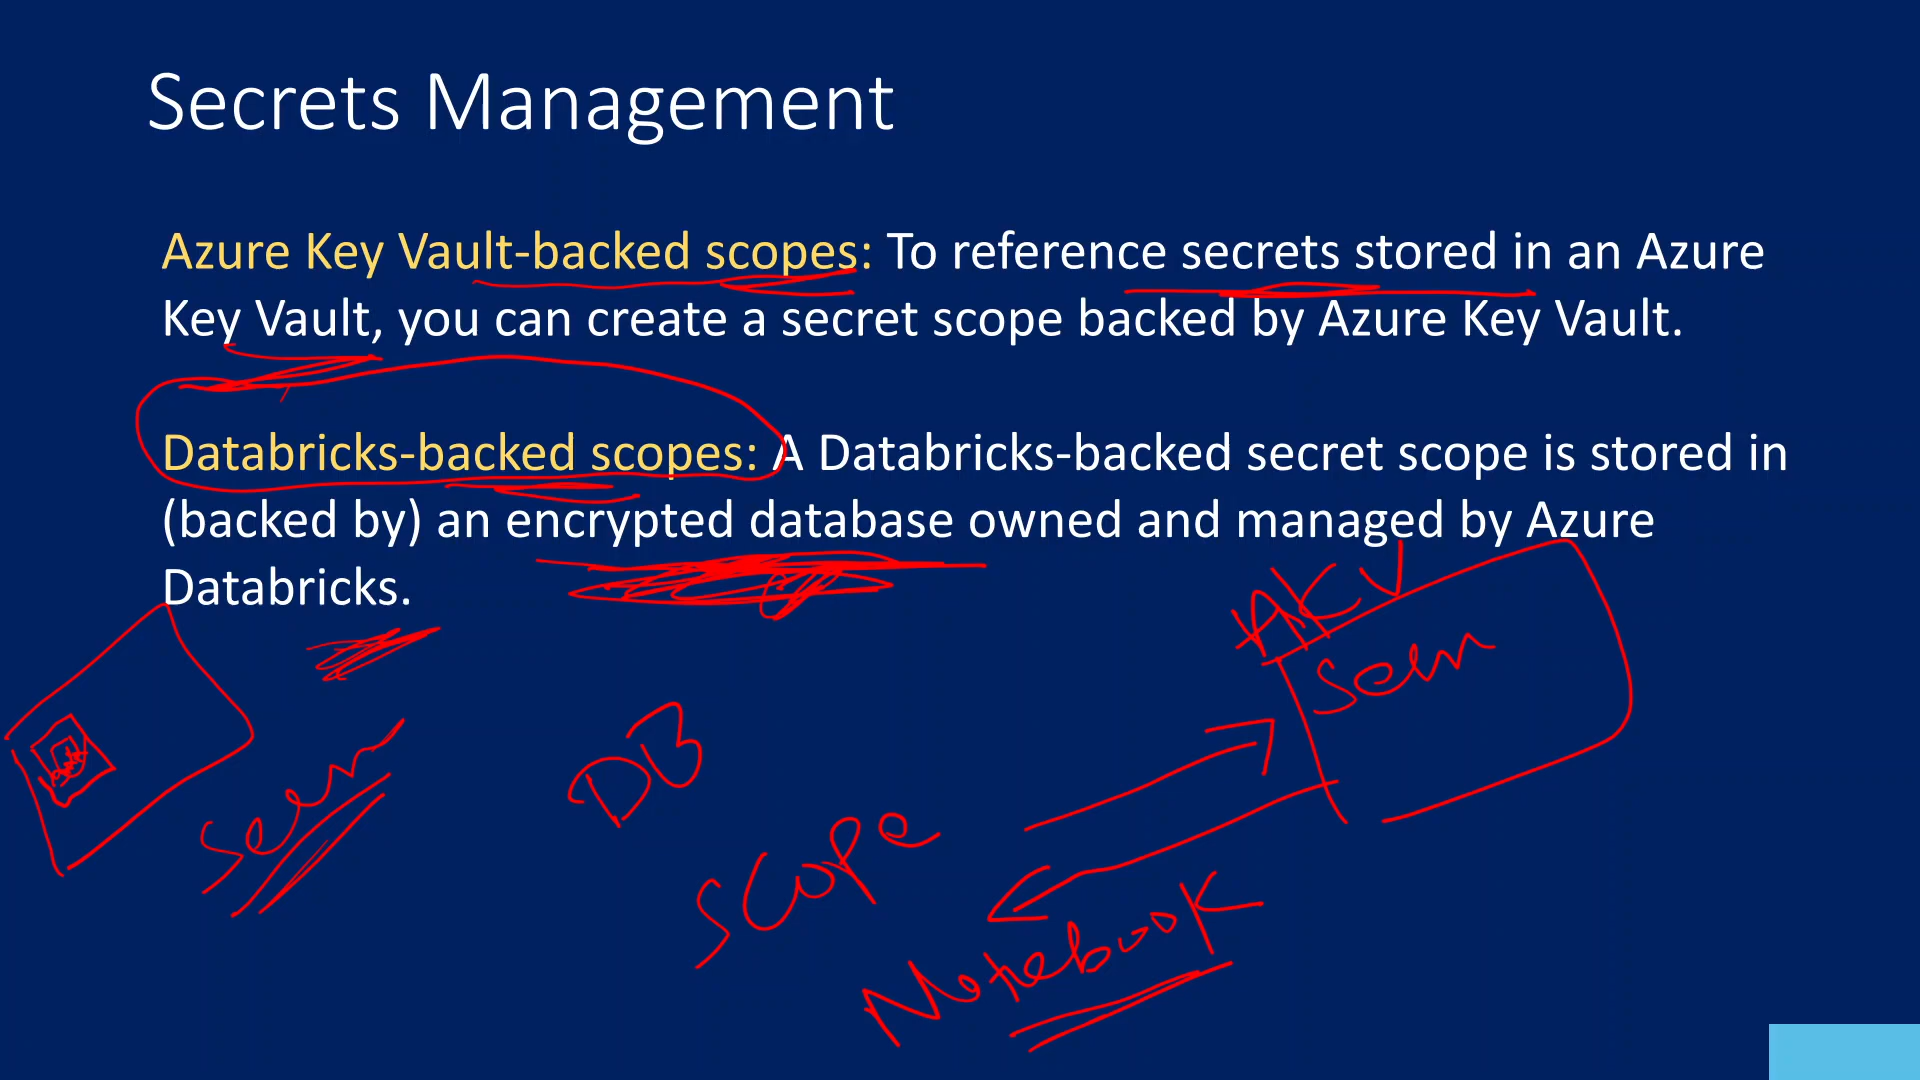 Secrets Management
Azure Key Vault-backed scopes: To reference secrets stored in an Azure
Key Vault, you can create a secret scope backed by Azure Key Vault.
Databricks-backed scopes: A Databricks-backed secret scope is stored in
(backed by) an encrypted database owned and managed by Azure
Databricks.
AKV
DB
Scope
Notebook